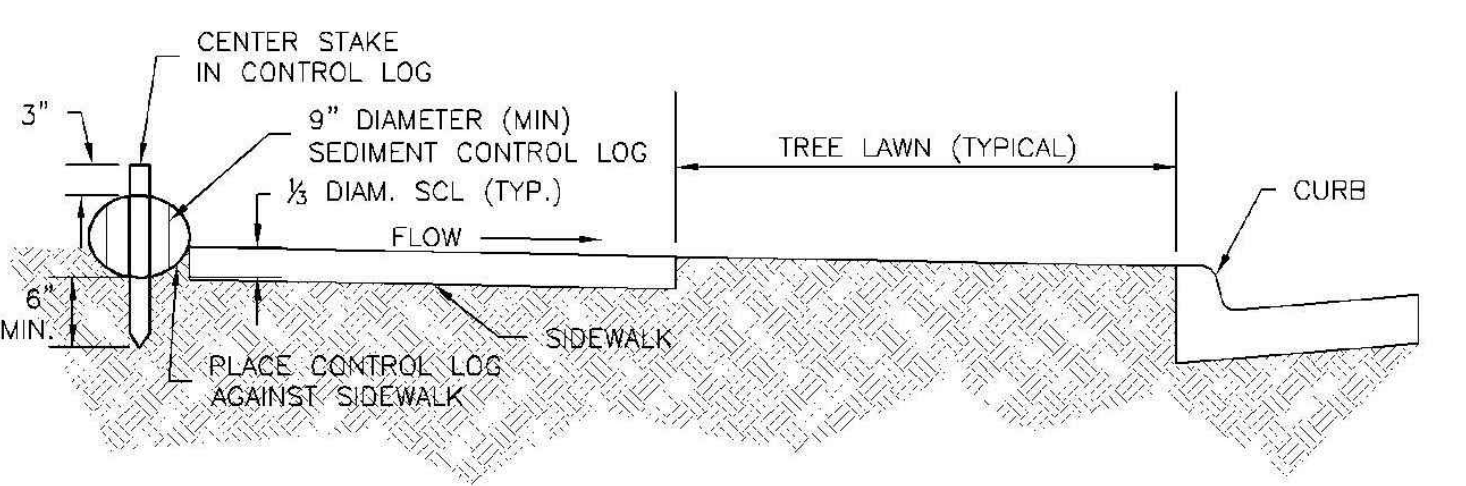 CENTER STAKE
IN CONTROL LOG
3"
9" DIAMETER (MIN)
SEDIMENT CONTROL LOG
⅓ DIAM. SCL (TYP.)
FLOW
TREE LAWN (TYPICAL)
CURB
6"
MIN.
SIDEWALK
PLACE CONTROL LOG
AGAINST SIDEWALK